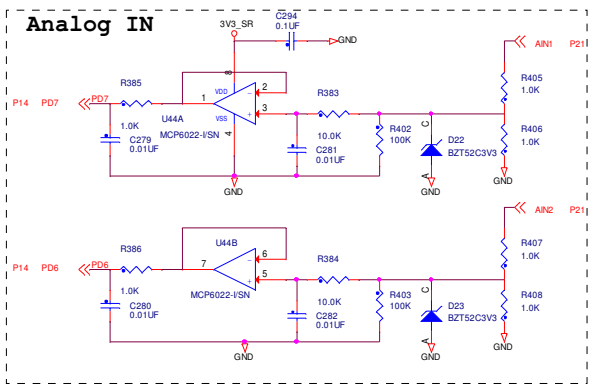 Analog IN
3V3_SR
C294
0.1UF
GND
AIN1 P21
R385
8
VDD
2
R383
R405
1.0K
P14 PD7 PD7
1
3
U44A
VSS
MCP6022-I/SN
4
1.0K
C279
0.01UF
10.0K
C281
0.01UF
R402
100K
C
D22
BZT52C3V3
A
R406
1.0K
GND
GND
GND
AIN2 P21
R386
U44B
6
R384
R407
1.0K
P14 PD6 PD6
7
5
MCP6022-I/SN
1.0K
C280
0.01UF
10.0K
C282
0.01UF
R403
100K
C
D23
BZT52C3V3
A
R408
1.0K
GND
GND
GND